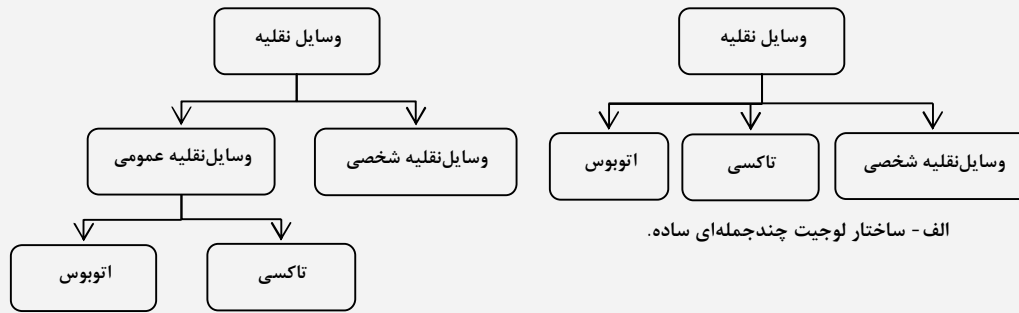 وسایل نقلیه
وسایل‌نقلیه شخصی
تاکسی
اتوبوس
الف - ساختار لوجیت چندجمله‌ای ساده.
وسایل نقلیه
وسایل‌نقلیه شخصی
وسایل‌نقلیه عمومی
تاکسی
اتوبوس